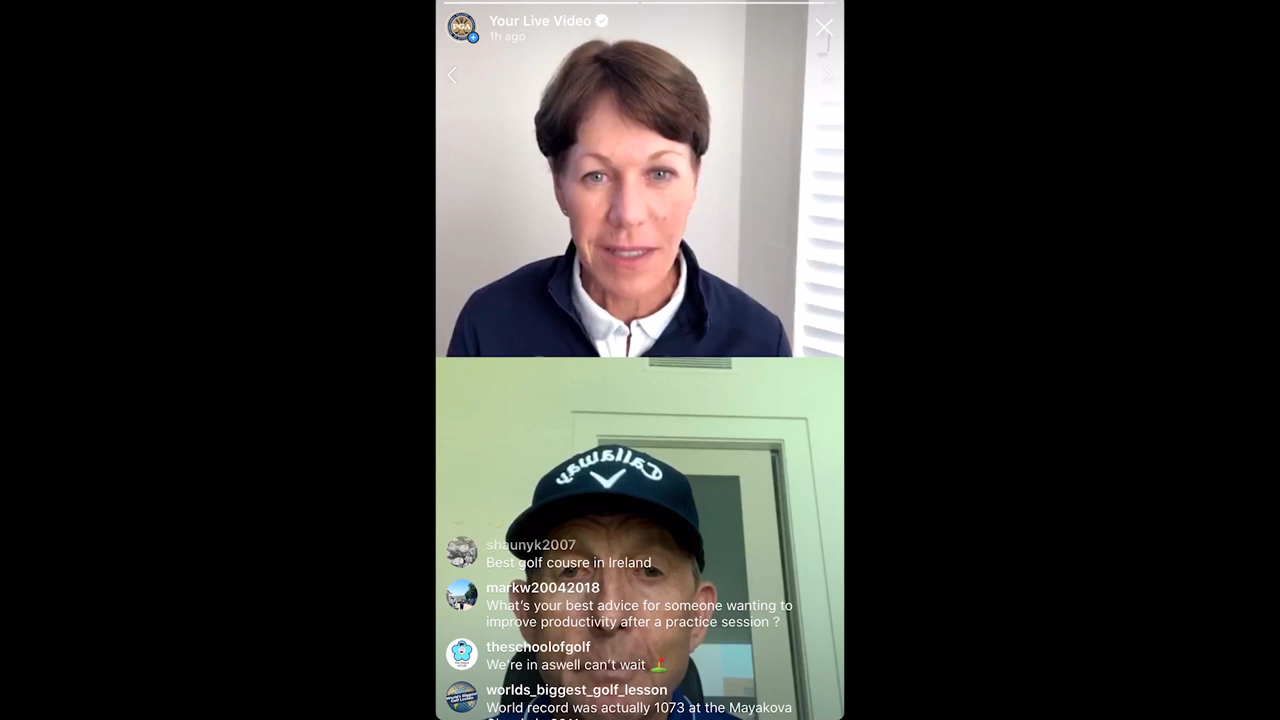 PGA
Your Live Video
1h ago
Callaway
shaunyk2007
Best golf cousre in Ireland
markw20042018
What's your best advice for someone wanting to
improve productivity after a practice session ?
theschoolofgolf
We're in aswell can't wait ⛳
worlds_biggest_golf_lesson
World record was actually 1073 at the Mayakova